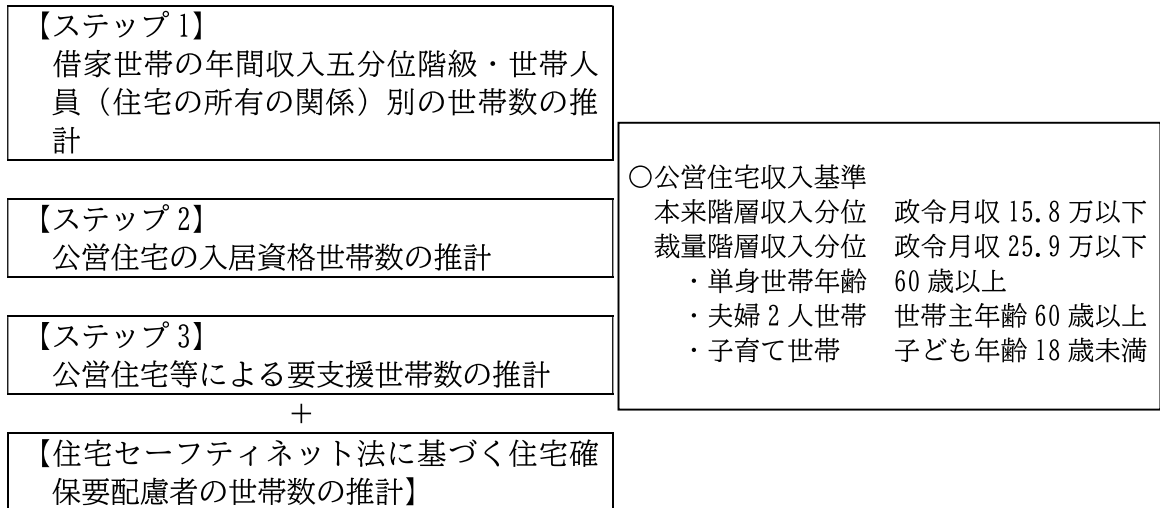 【ステップ1】
借家世帯の年間収入五分位階級・世帯人
員（住宅の所有の関係）別の世帯数の推
計
【ステップ2】
公営住宅の入居資格世帯数の推計
【ステップ3】
公営住宅等による要支援世帯数の推計
＋
【住宅セーフティネット法に基づく住宅確
保要配慮者の世帯数の推計】
○公営住宅収入基準
本来階層収入分位　政令月収15.8万以下
裁量階層収入分位　政令月収25.9万以下
・単身世帯年齢　60歳以上
・夫婦2人世帯　世帯主年齢60歳以上
・子育て世帯　子ども年齢18歳未満